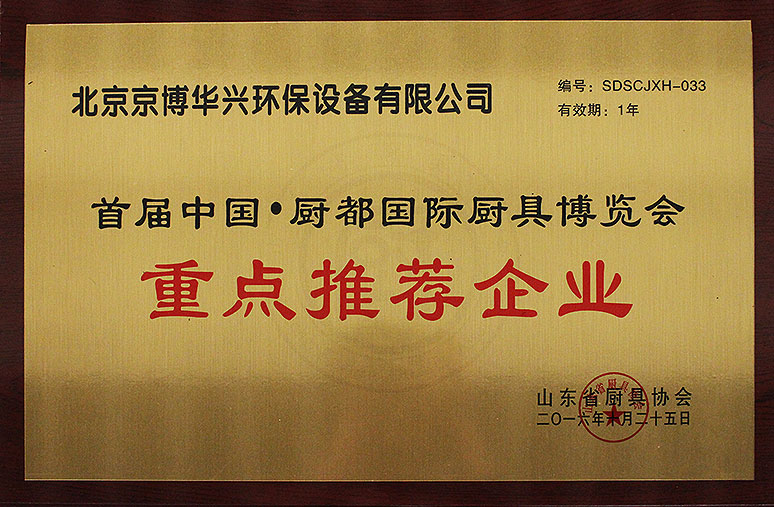 北京京博华兴环保设备有限公司
编号：SDSCJXH-033
有效期：1年
首届中国·厨都国际厨具博览会
重点推荐企业
山东省厨具协会
二〇一六年十月二十五日